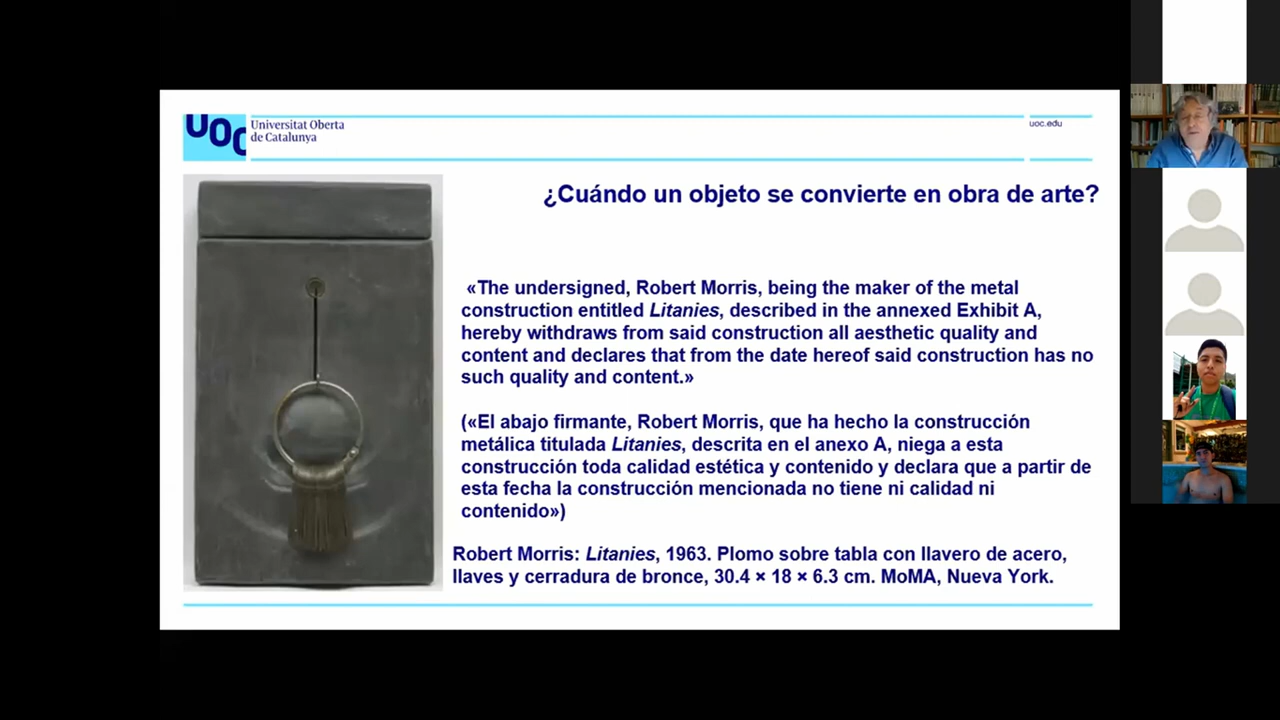 UOC
Universitat Oberta
de Catalunya
uoc.edu
¿Cuándo un objeto se convierte en obra de arte?
«The undersigned, Robert Morris, being the maker of the metal
construction entitled Litanies, described in the annexed Exhibit A,
hereby withdraws from said construction all aesthetic quality and
content and declares that from the date hereof said construction has no
such quality and content.»
(«El abajo firmante, Robert Morris, que ha hecho la construcción
metálica titulada Litanies, descrita en el anexo A, niega a esta
construcción toda calidad estética y contenido y declara que a partir de
esta fecha la construcción mencionada no tiene ni calidad ni
contenido»)
Robert Morris: Litanies, 1963. Plomo sobre tabla con llavero de acero,
llaves y cerradura de bronce, 30.4 × 18 × 6.3 cm. MoMA, Nueva York.